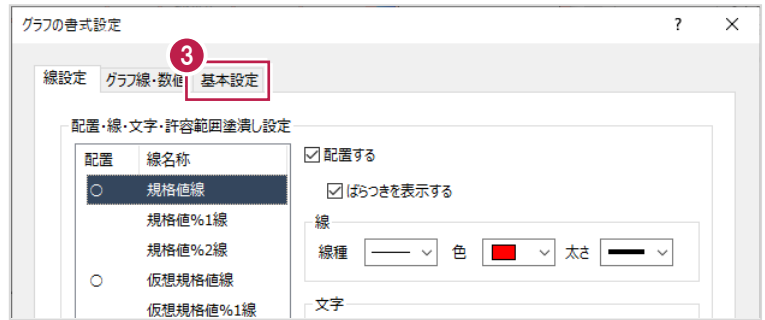 グラフの書式設定 ?
3
線設定 グラフ線・数値 基本設定
配置・線・文字・許容範囲塗潰し設定
配置 線名称
○ 規格値線
規格値%1線
規格値%2線
○ 仮想規格値線
仮想規格値%1線
配置する
ばらつきを表示する
線
線種 色 太さ
文字